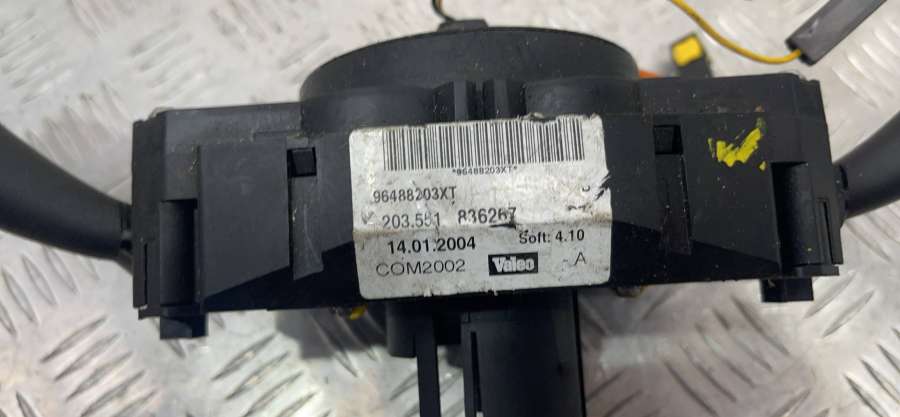 *96488203XT*
96488203XT
203.551 836267
14.01.2004 Soft: 4.10
COM2002 Valeo -A